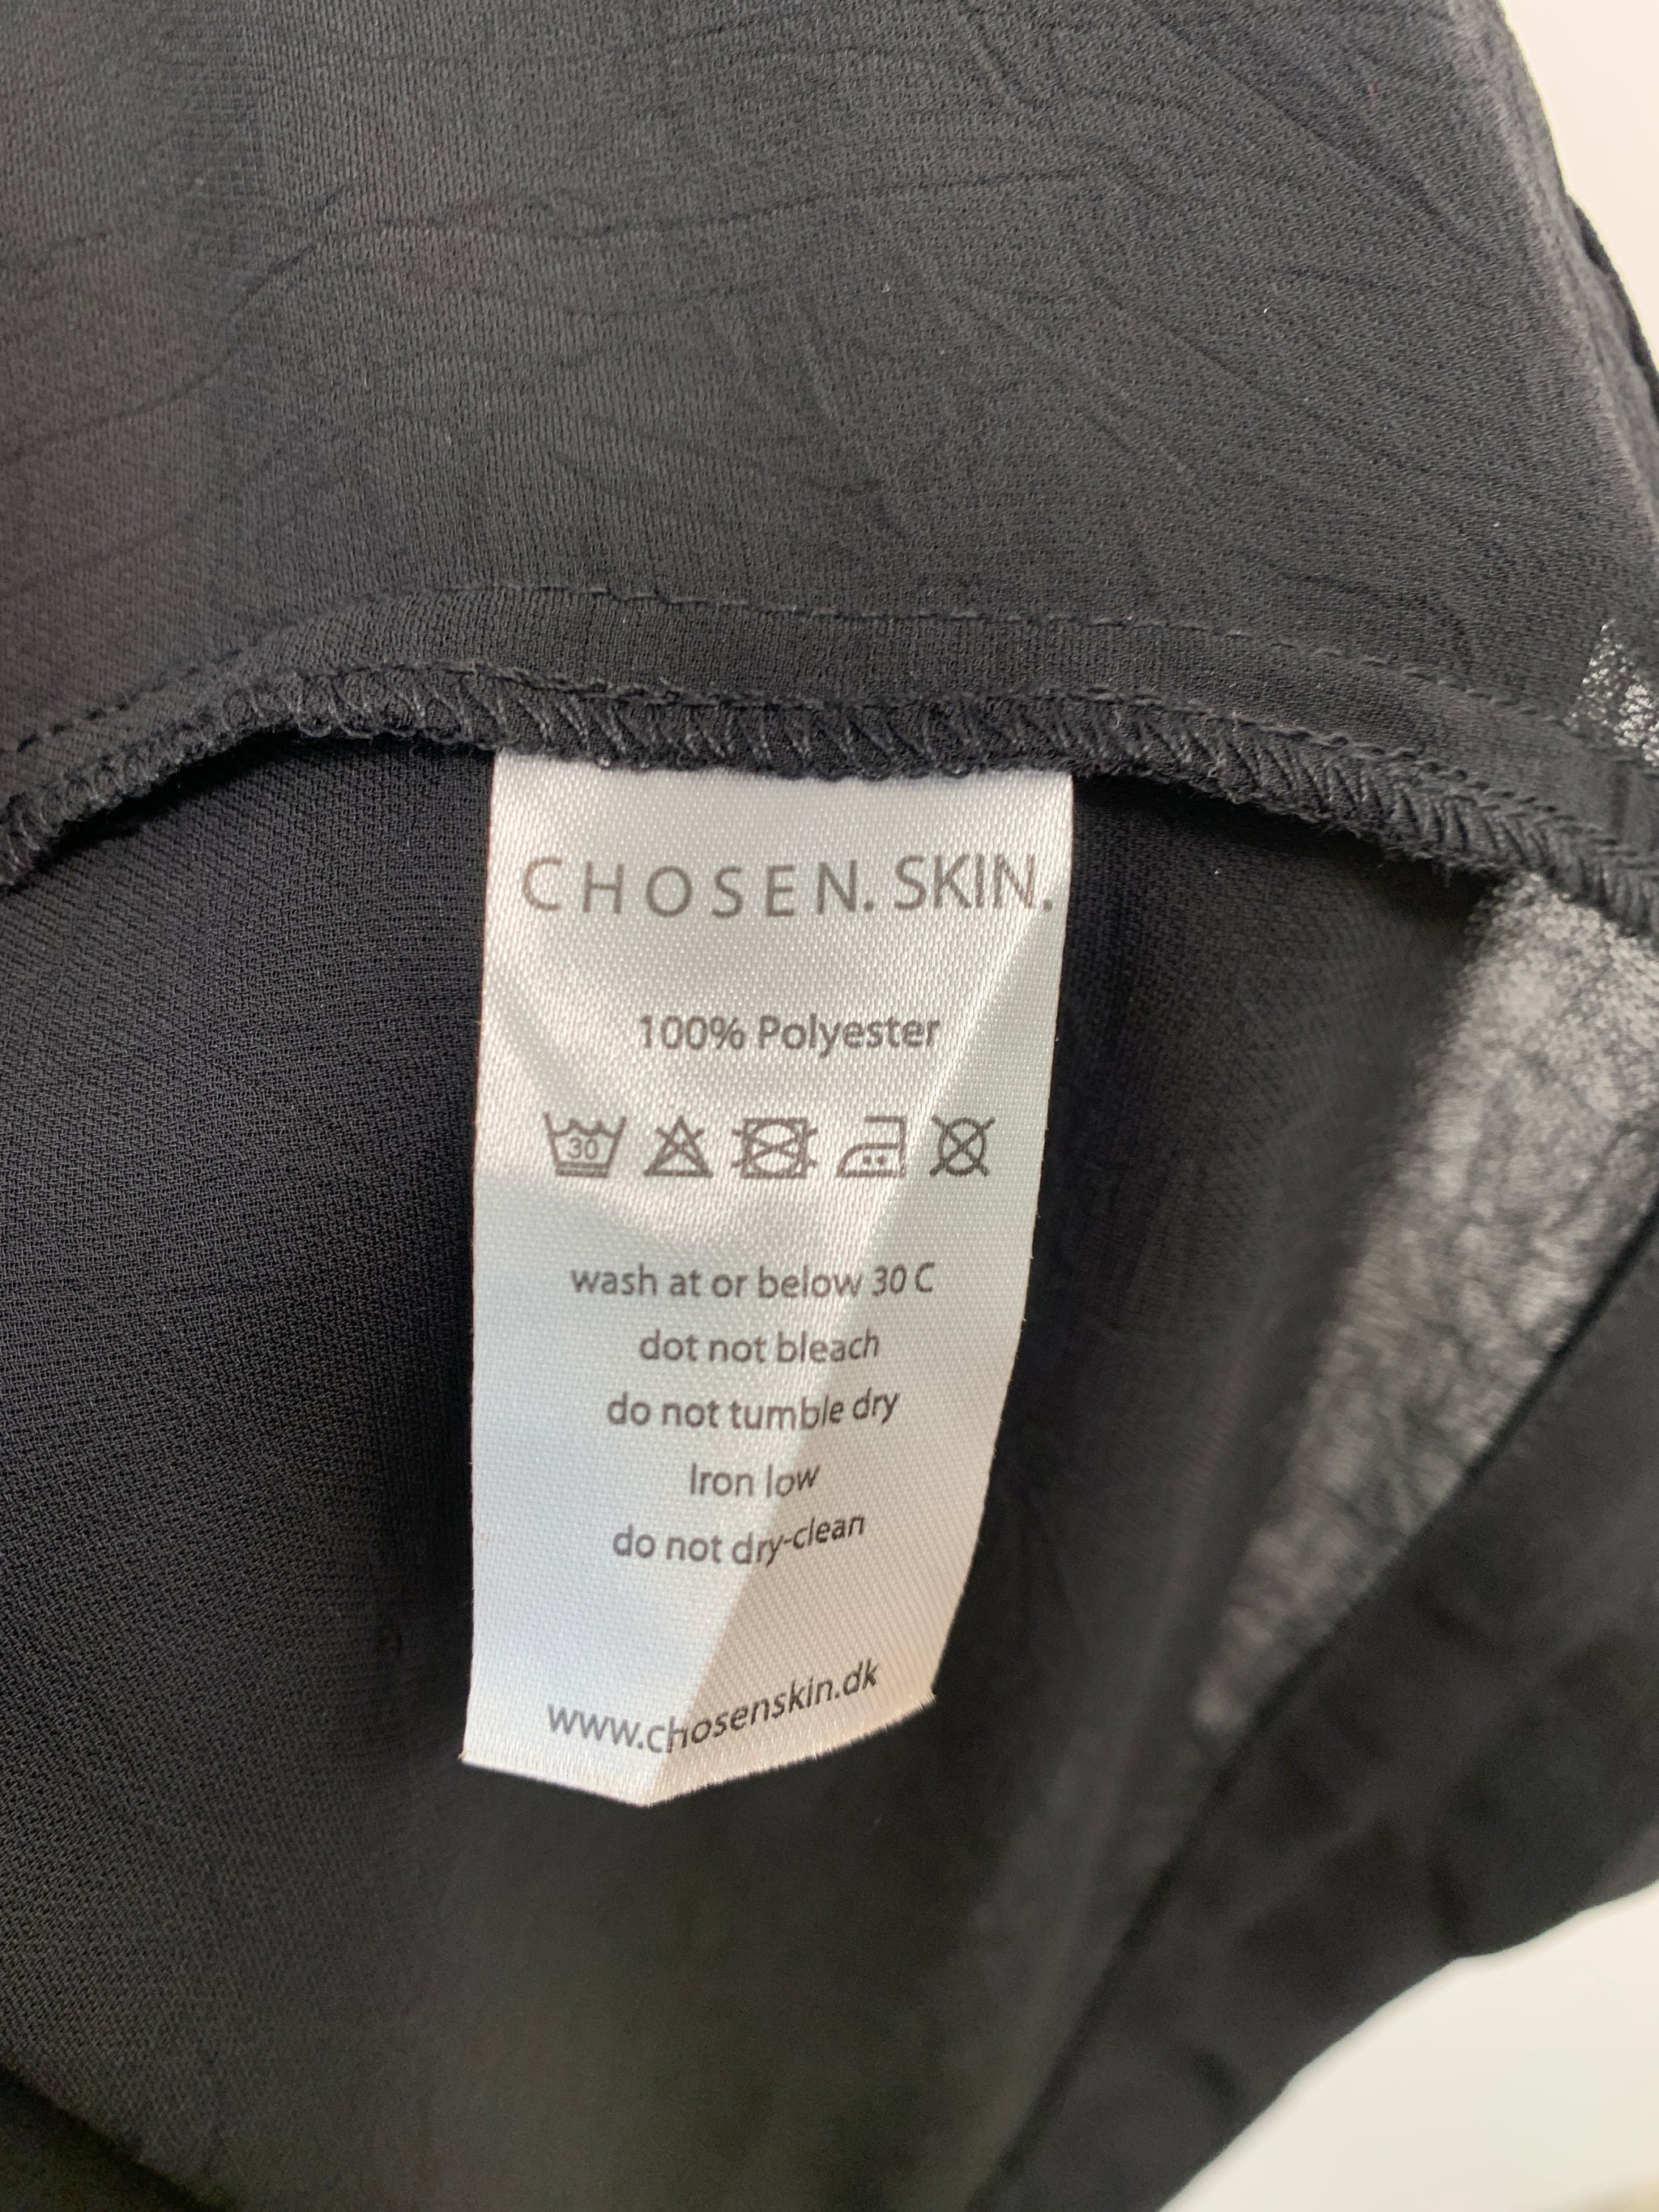 CHOSEN. SKIN.
100% Polyester
30
wash at or below 30 C
dot not bleach
do not tumble dry
Iron low
do not dry-clean
www.chosenskin.dk